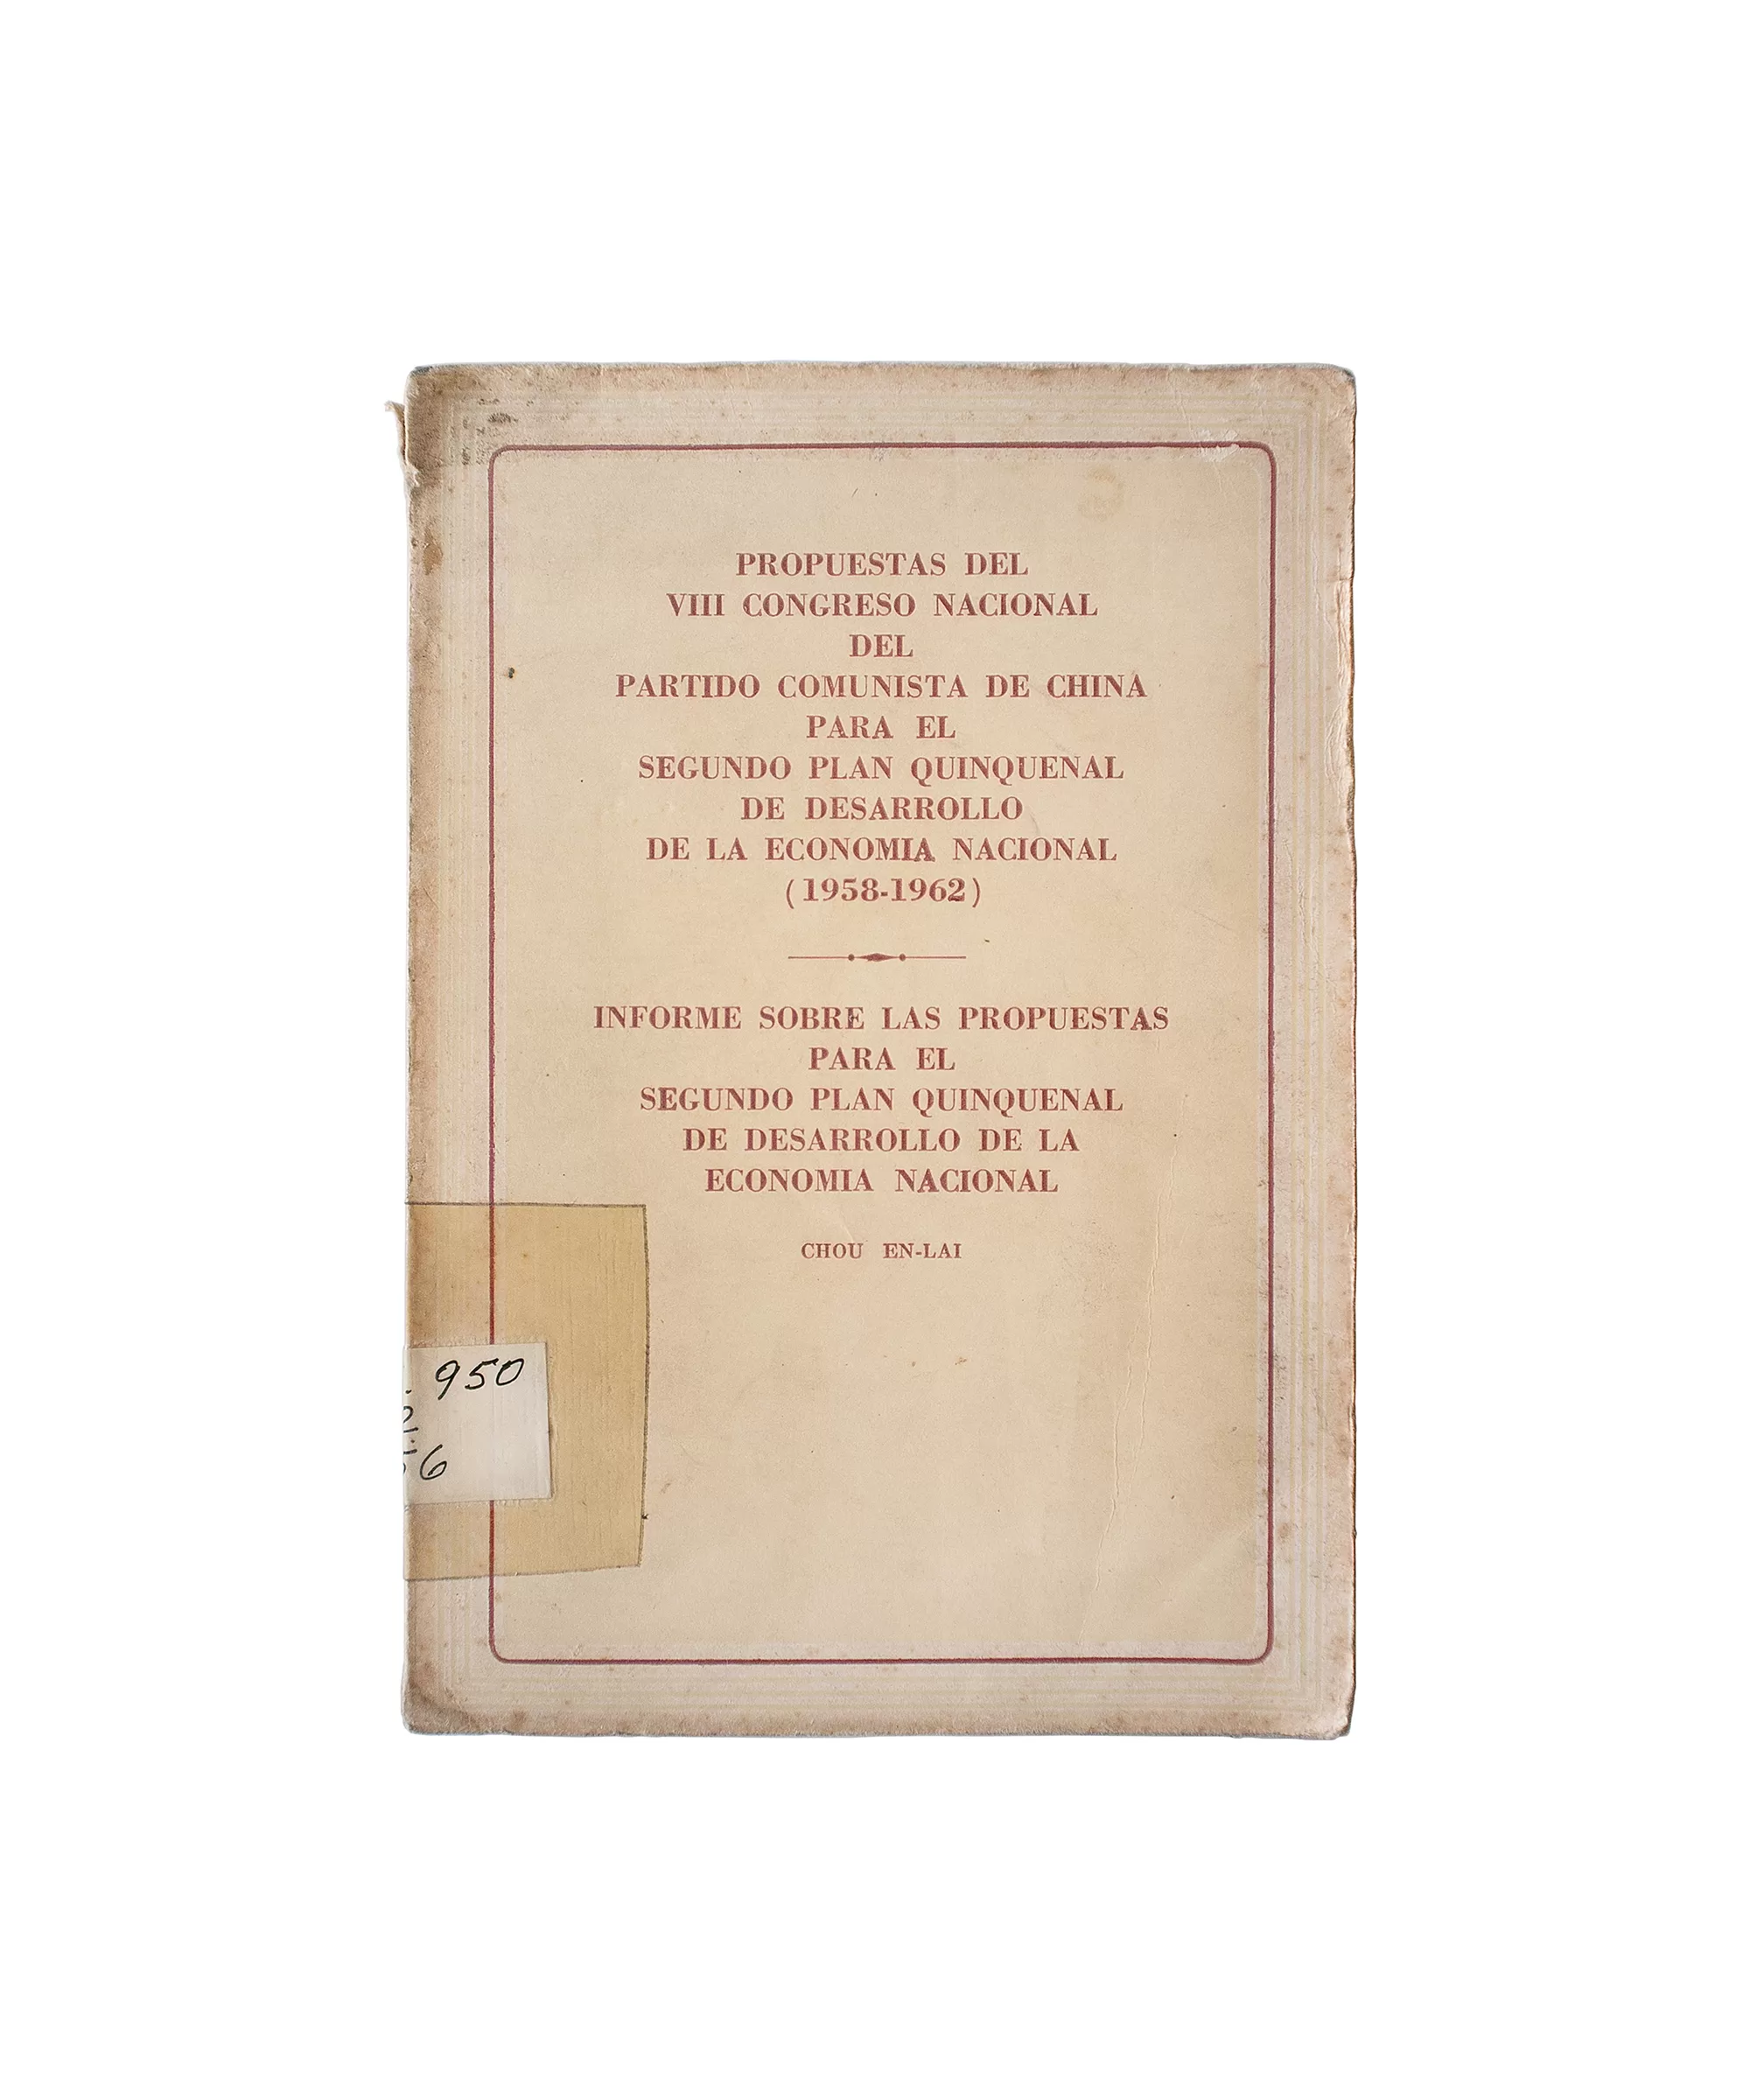 PROPUESTAS DEL
VIII CONGRESO NACIONAL
DEL
PARTIDO COMUNISTA DE CHINA
PARA EL
SEGUNDO PLAN QUINQUENAL
DE DESARROLLO
DE LA ECONOMIA NACIONAL
(1958-1962)
INFORME SOBRE LAS PROPUESTAS
PARA EL
SEGUNDO PLAN QUINQUENAL
DE DESARROLLO DE LA
ECONOMIA NACIONAL
CHOU EN-LAI
950
6